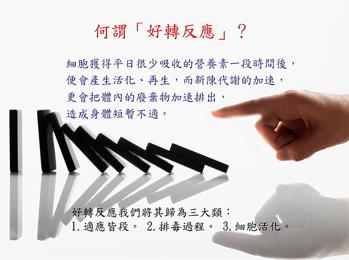 何謂「好轉反應」?
細胞獲得平日很少吸收的營養素一段時間後，
便會產生活化、再生，而新陳代謝的加速，
更會把體內的廢棄物加速排出，
造成身體短暫不適。
好轉反應我們將其歸為三大類：
1.適應皆段。2.排毒過程。3.細胞活化。